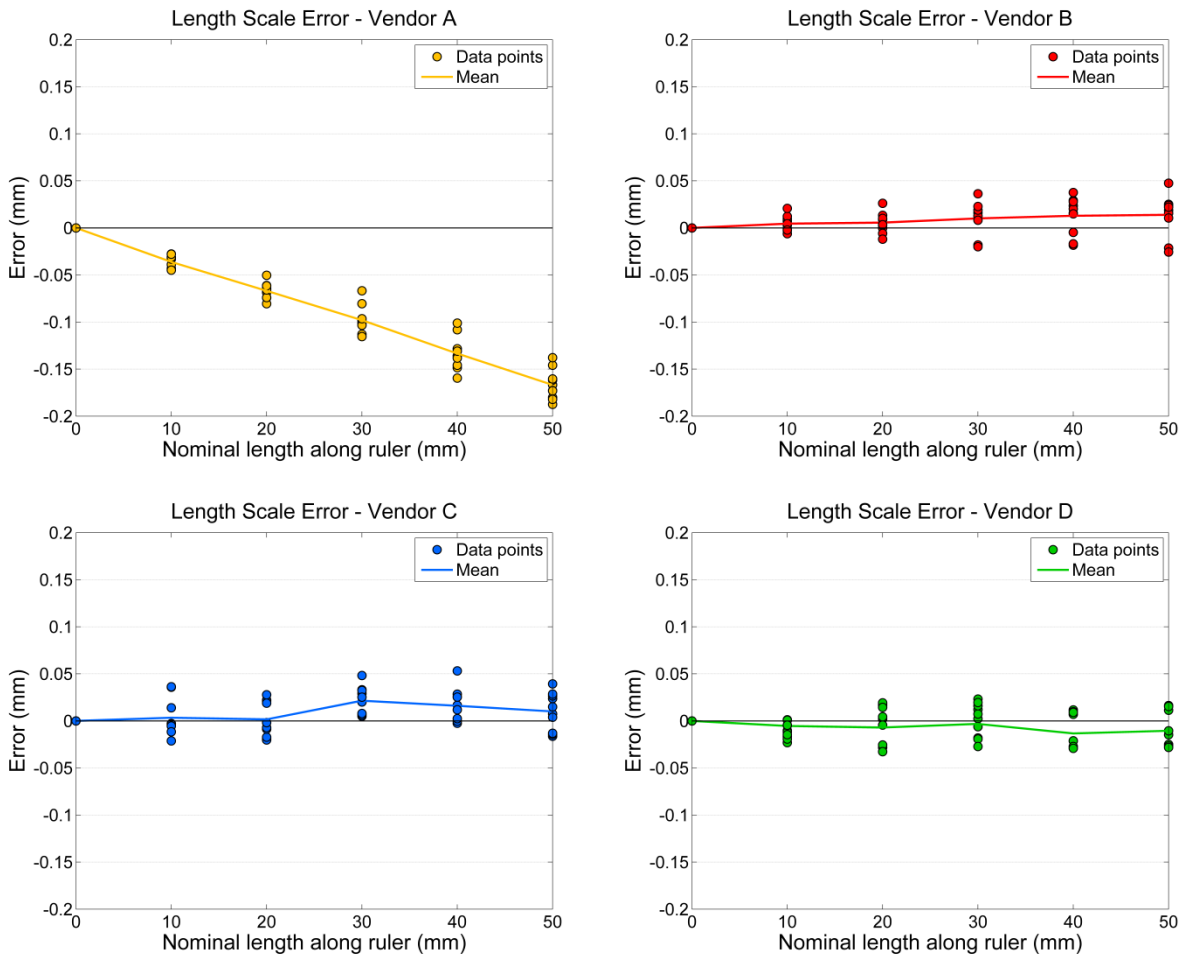 Length Scale Error - Vendor A
Data points
Mean
0.2
0.15
0.1
0.05
0
-0.05
-0.1
-0.15
-0.2
Error (mm)
0 10 20 30 40 50
Nominal length along ruler (mm)
Length Scale Error - Vendor B
Data points
Mean
0.2
0.15
0.1
0.05
0
-0.05
-0.1
-0.15
-0.2
Error (mm)
0 10 20 30 40 50
Nominal length along ruler (mm)
Length Scale Error - Vendor C
Data points
Mean
0.2
0.15
0.1
0.05
0
-0.05
-0.1
-0.15
-0.2
Error (mm)
0 10 20 30 40 50
Nominal length along ruler (mm)
Length Scale Error - Vendor D
Data points
Mean
0.2
0.15
0.1
0.05
0
-0.05
-0.1
-0.15
-0.2
Error (mm)
0 10 20 30 40 50
Nominal length along ruler (mm)